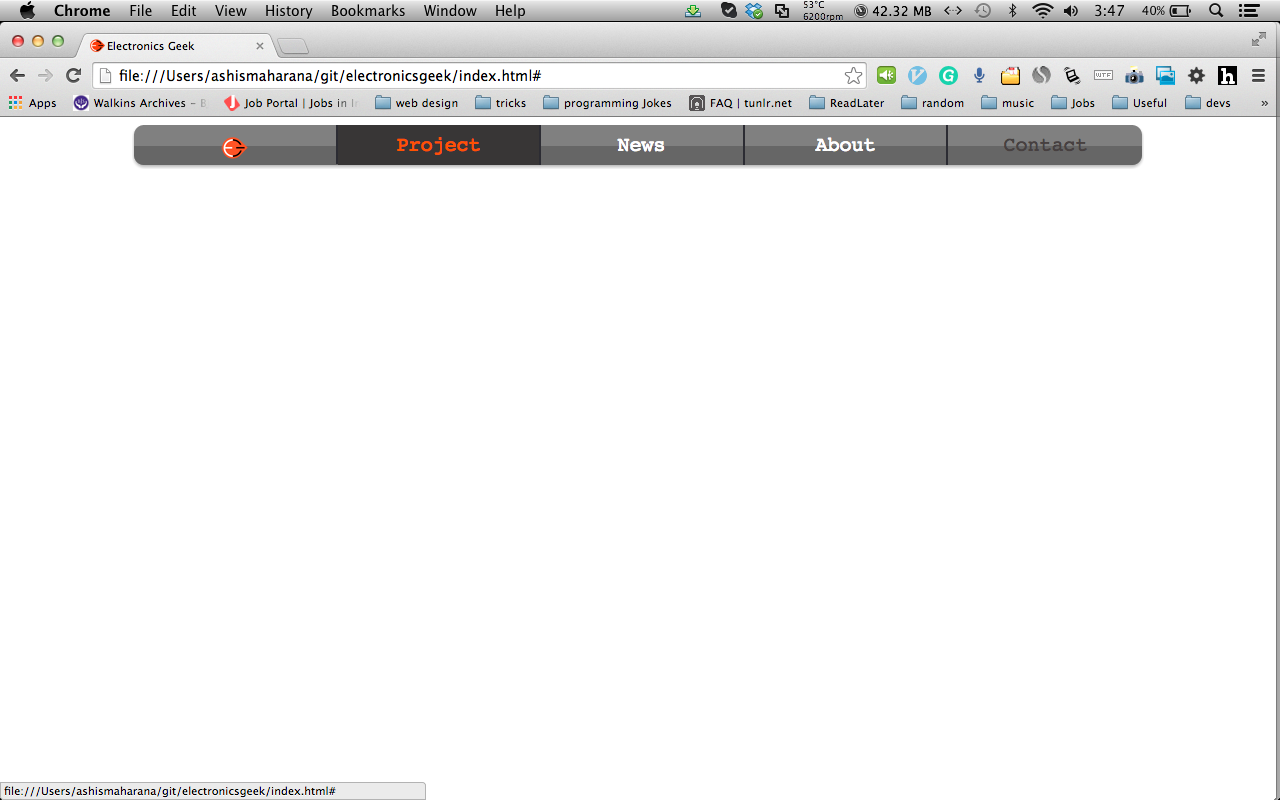 Chrome File Edit View History Bookmarks Window Help 53°C 6200rpm 42.32 MB 3:47 40%
Electronics Geek
file:///Users/ashismaharana/git/electronicsgeek/index.html# WTF h
Apps Walkins Archives – Job Portal | Jobs in web design tricks programming Jokes FAQ | tunlr.net ReadLater random music Jobs Useful devs »
Project News About Contact
file:///Users/ashismaharana/git/electronicsgeek/index.html#